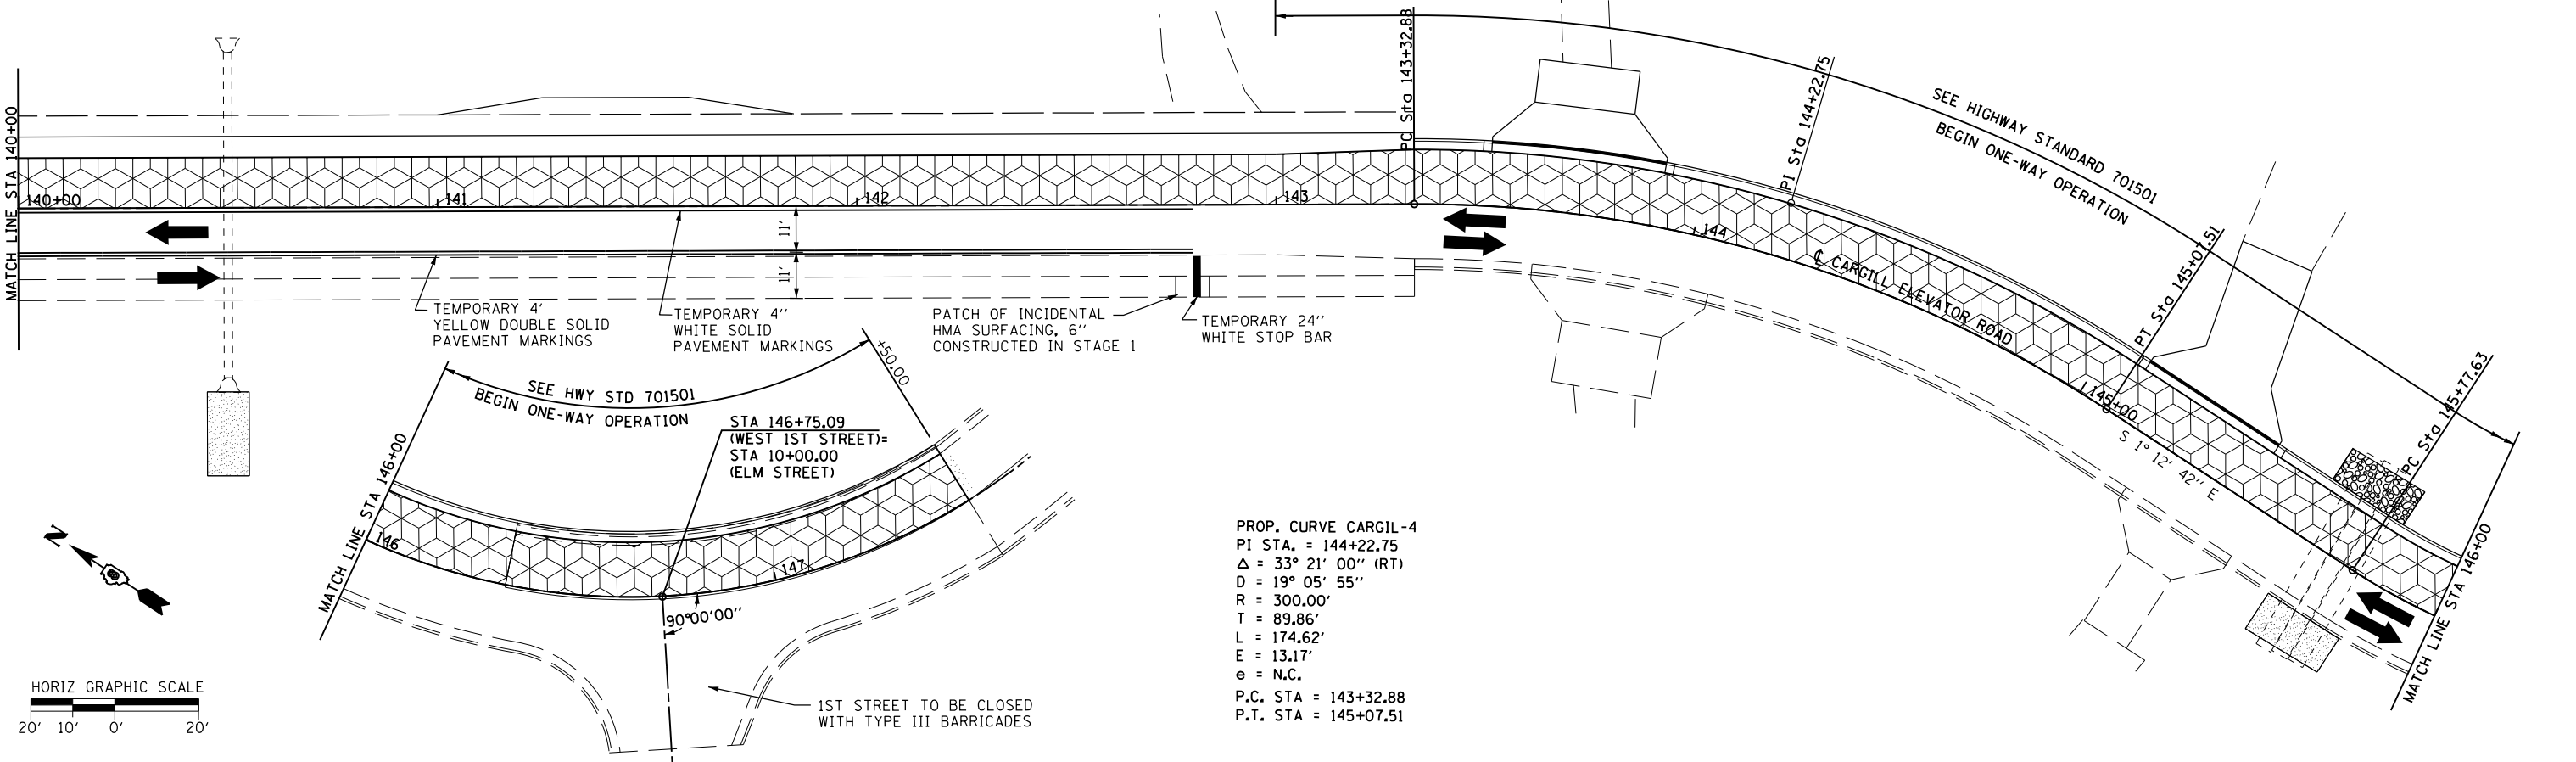 MATCH LINE STA 140+00
140+00
141
142
143
144
145+00
11'
11'
TEMPORARY 4'
YELLOW DOUBLE SOLID
PAVEMENT MARKINGS
TEMPORARY 4''
WHITE SOLID
PAVEMENT MARKINGS
PATCH OF INCIDENTAL
HMA SURFACING, 6''
CONSTRUCTED IN STAGE 1
TEMPORARY 24''
WHITE STOP BAR
PC Sta 143+32.88
PI Sta 144+22.75
SEE HIGHWAY STANDARD 701501
BEGIN ONE-WAY OPERATION
℄ CARGILL ELEVATOR ROAD
PT Sta 145+07.51
S 1° 12' 42'' E
PC Sta 145+77.63
MATCH LINE STA 146+00
MATCH LINE STA 146+00
SEE HWY STD 701501
BEGIN ONE-WAY OPERATION
+50.00
STA 146+75.09
(WEST 1ST STREET)=
STA 10+00.00
(ELM STREET)
146
147
90°00'00''
1ST STREET TO BE CLOSED
WITH TYPE III BARRICADES
N
HORIZ GRAPHIC SCALE
20' 10' 0' 20'
PROP. CURVE CARGIL-4
PI STA. = 144+22.75
Δ = 33° 21' 00'' (RT)
D = 19° 05' 55''
R = 300.00'
T = 89.86'
L = 174.62'
E = 13.17'
e = N.C.
P.C. STA = 143+32.88
P.T. STA = 145+07.51